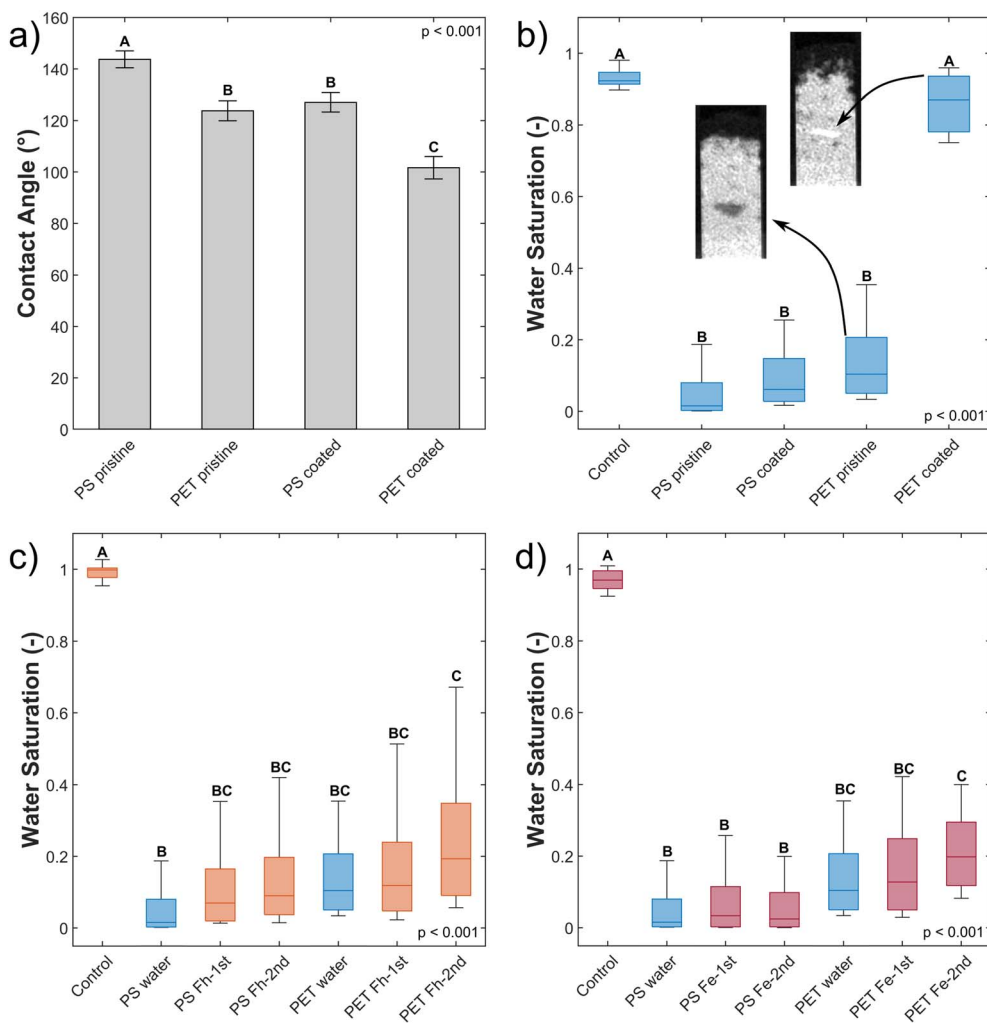 a)
160
140
120
100
80
60
40
20
0
Contact Angle (°)
p < 0.001
A
B
B
C
PS pristine
PET pristine
PS coated
PET coated
b)
1
0.8
0.6
0.4
0.2
0
Water Saturation (-)
A
B
B
B
A
p < 0.001
Control
PS pristine
PS coated
PET pristine
PET coated
c)
1
0.8
0.6
0.4
0.2
0
Water Saturation (-)
A
B
BC
BC
BC
BC
C
p < 0.001
Control
PS water
PS Fh-1st
PS Fh-2nd
PET water
PET Fh-1st
PET Fh-2nd
d)
1
0.8
0.6
0.4
0.2
0
Water Saturation (-)
A
B
B
B
BC
BC
C
p < 0.001
Control
PS water
PS Fe-1st
PS Fe-2nd
PET water
PET Fe-1st
PET Fe-2nd